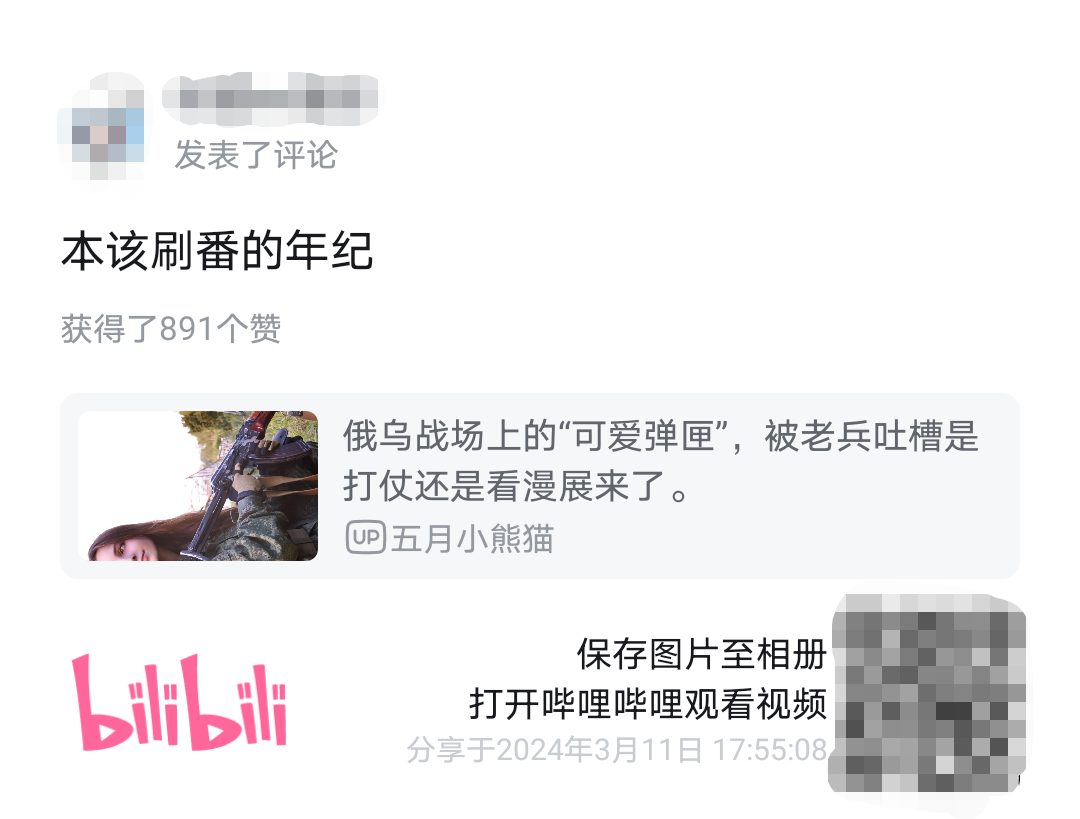 发表了评论
本该刷番的年纪
获得了891个赞
俄乌战场上的“可爱弹匣”，被老兵吐槽是
打仗还是看漫展来了。
UP 五月小熊猫
bilibili
保存图片至相册
打开哔哩哔哩观看视频
分享于2024年3月11日 17:55:08